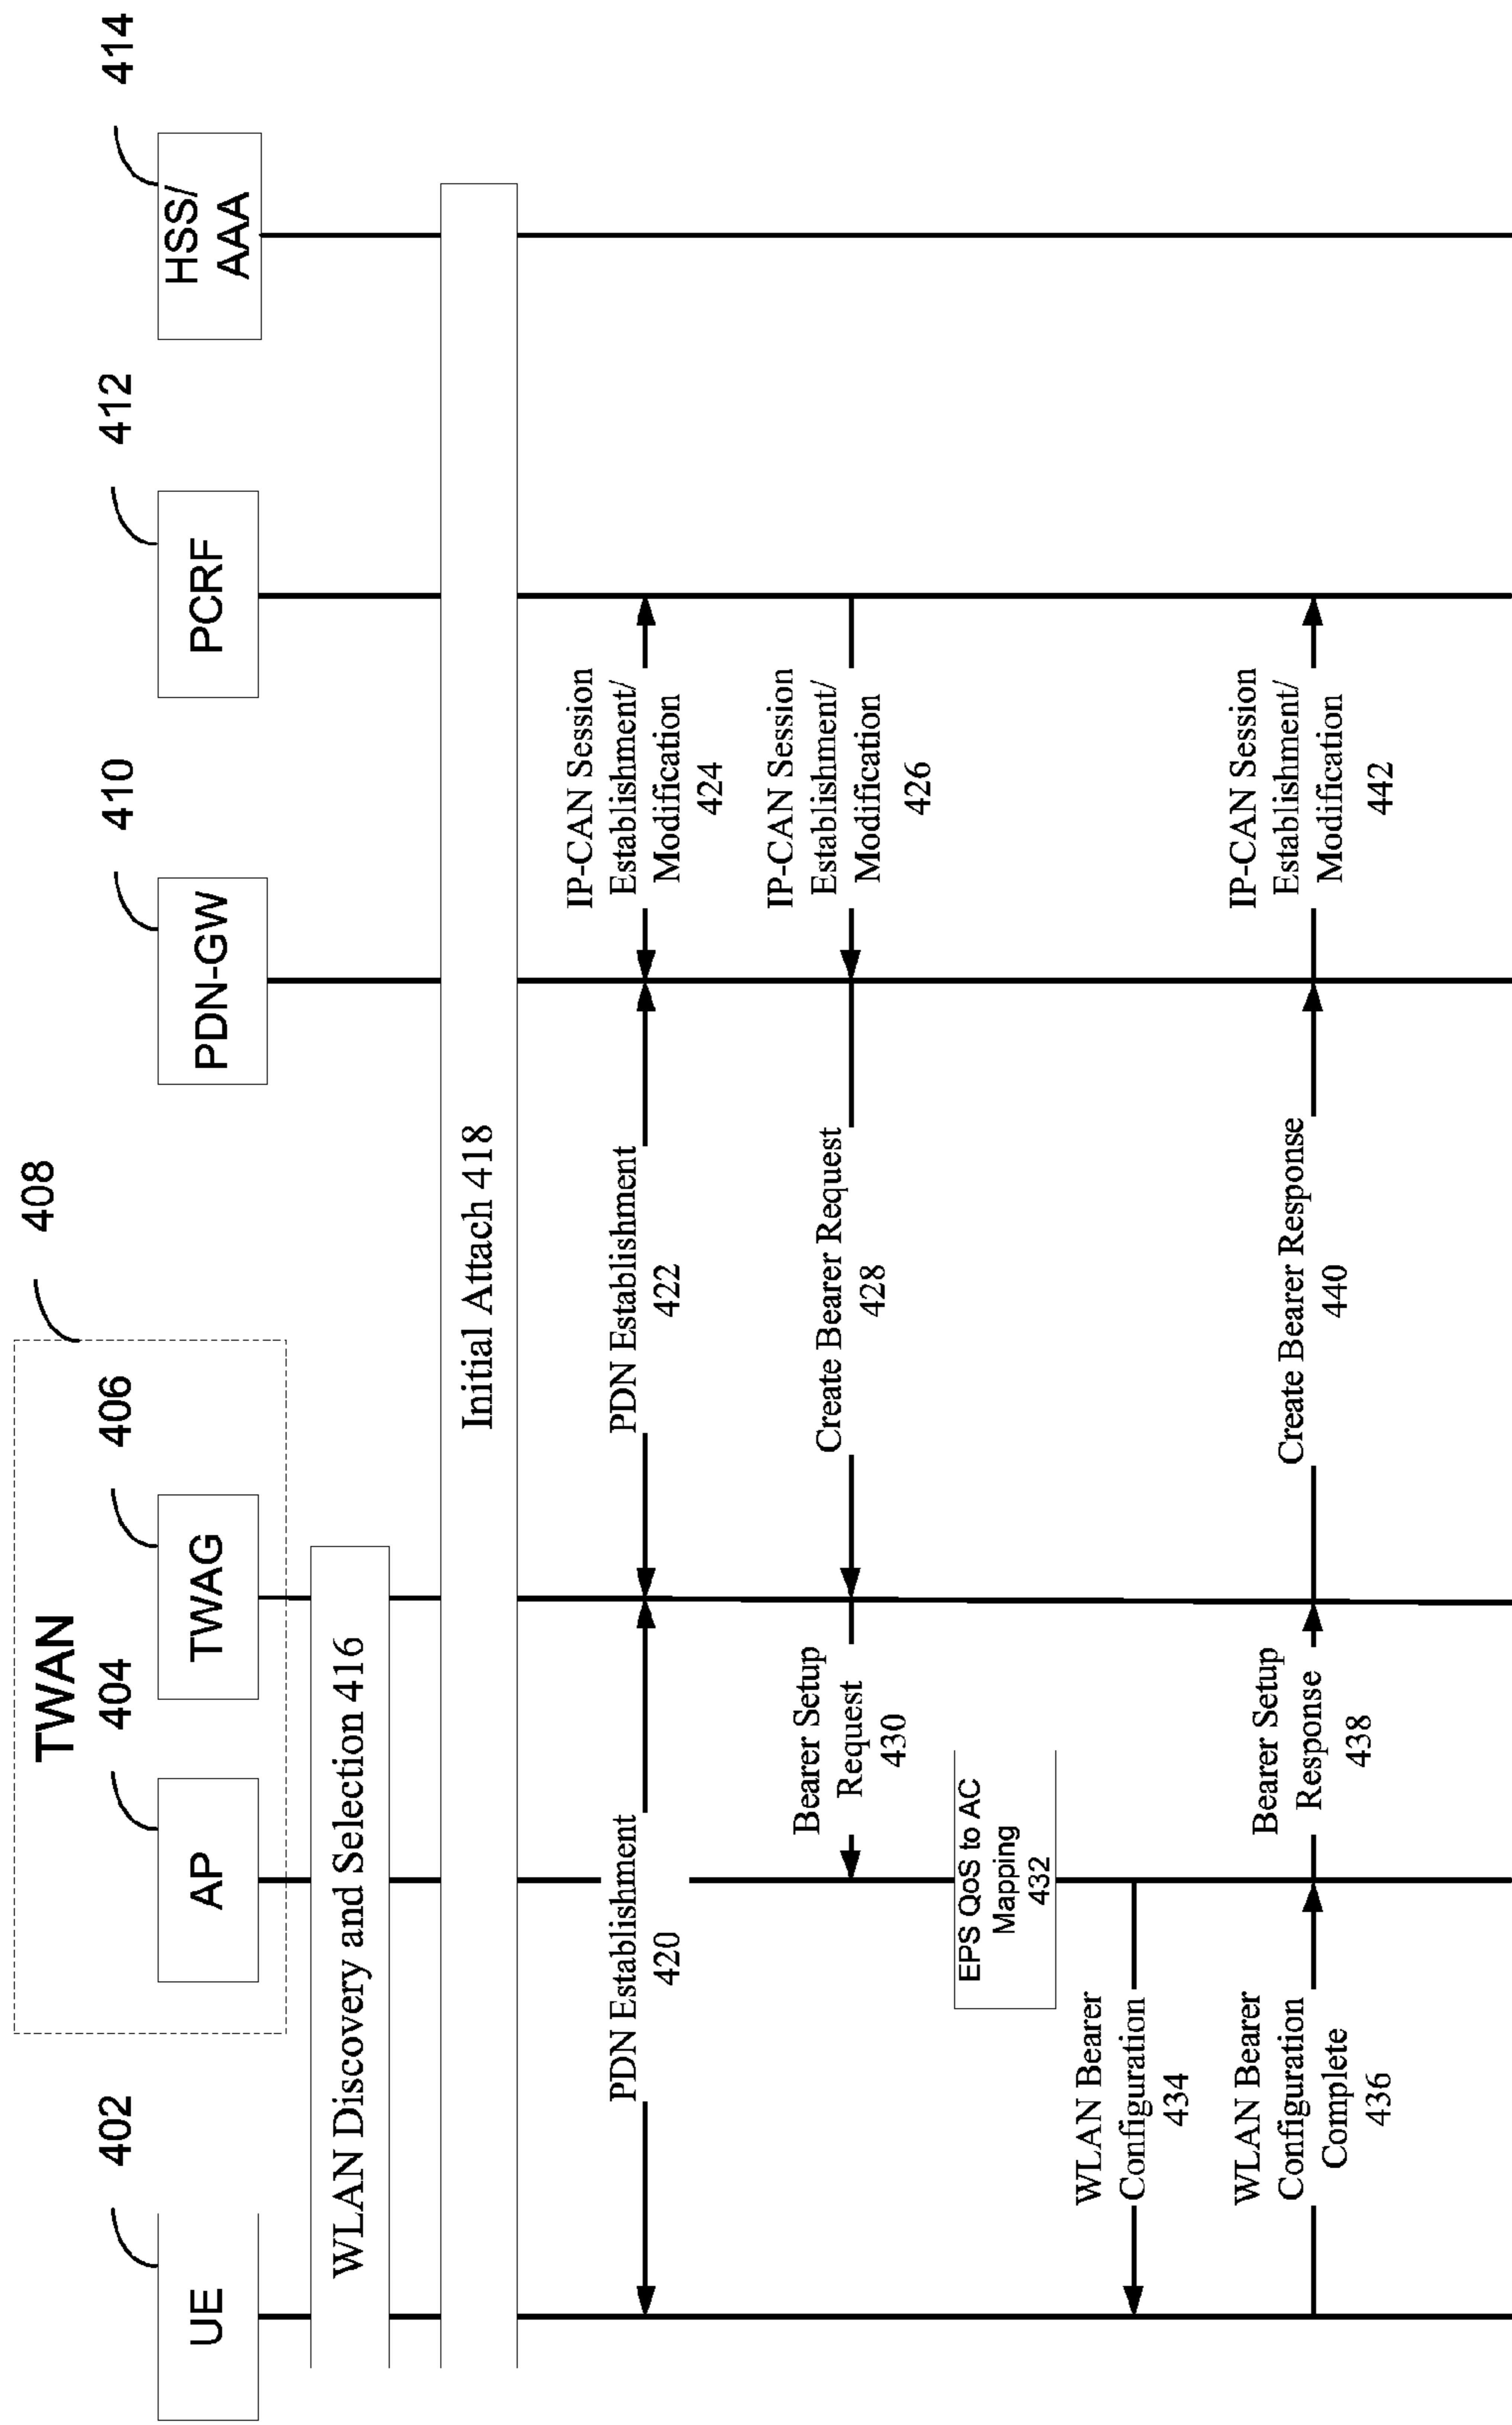 TWAN
408
402
404
406
410
412
414
UE
AP
TWAG
PDN-GW
PCRF
HSS/
AAA
WLAN Discovery and Selection 416
Initial Attach 418
PDN Establishment
420
PDN Establishment
422
IP-CAN Session
Establishment/
Modification
424
IP-CAN Session
Establishment/
Modification
426
Create Bearer Request
428
Bearer Setup
Request
430
EPS QoS to AC
Mapping
432
WLAN Bearer
Configuration
434
WLAN Bearer
Configuration
Complete
436
Bearer Setup
Response
438
Create Bearer Response
440
IP-CAN Session
Establishment/
Modification
442